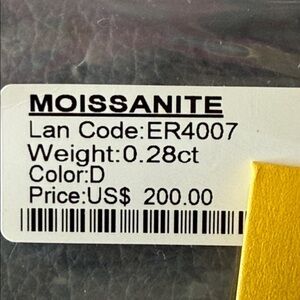 MOISSANITE
Lan Code:ER4007
Weight:0.28ct
Color:D
Price:US$ 200.00